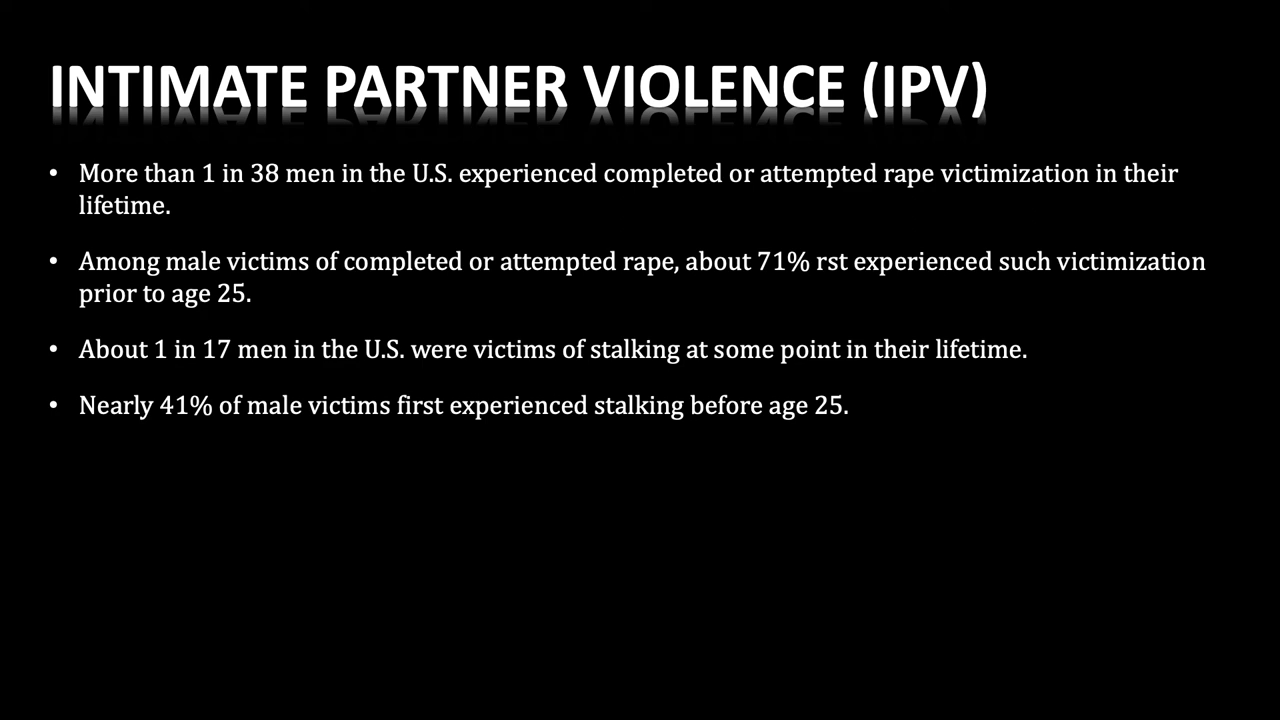 INTIMATE PARTNER VIOLENCE (IPV)
• More than 1 in 38 men in the U.S. experienced completed or attempted rape victimization in their
lifetime.
• Among male victims of completed or attempted rape, about 71% rst experienced such victimization
prior to age 25.
• About 1 in 17 men in the U.S. were victims of stalking at some point in their lifetime.
• Nearly 41% of male victims first experienced stalking before age 25.